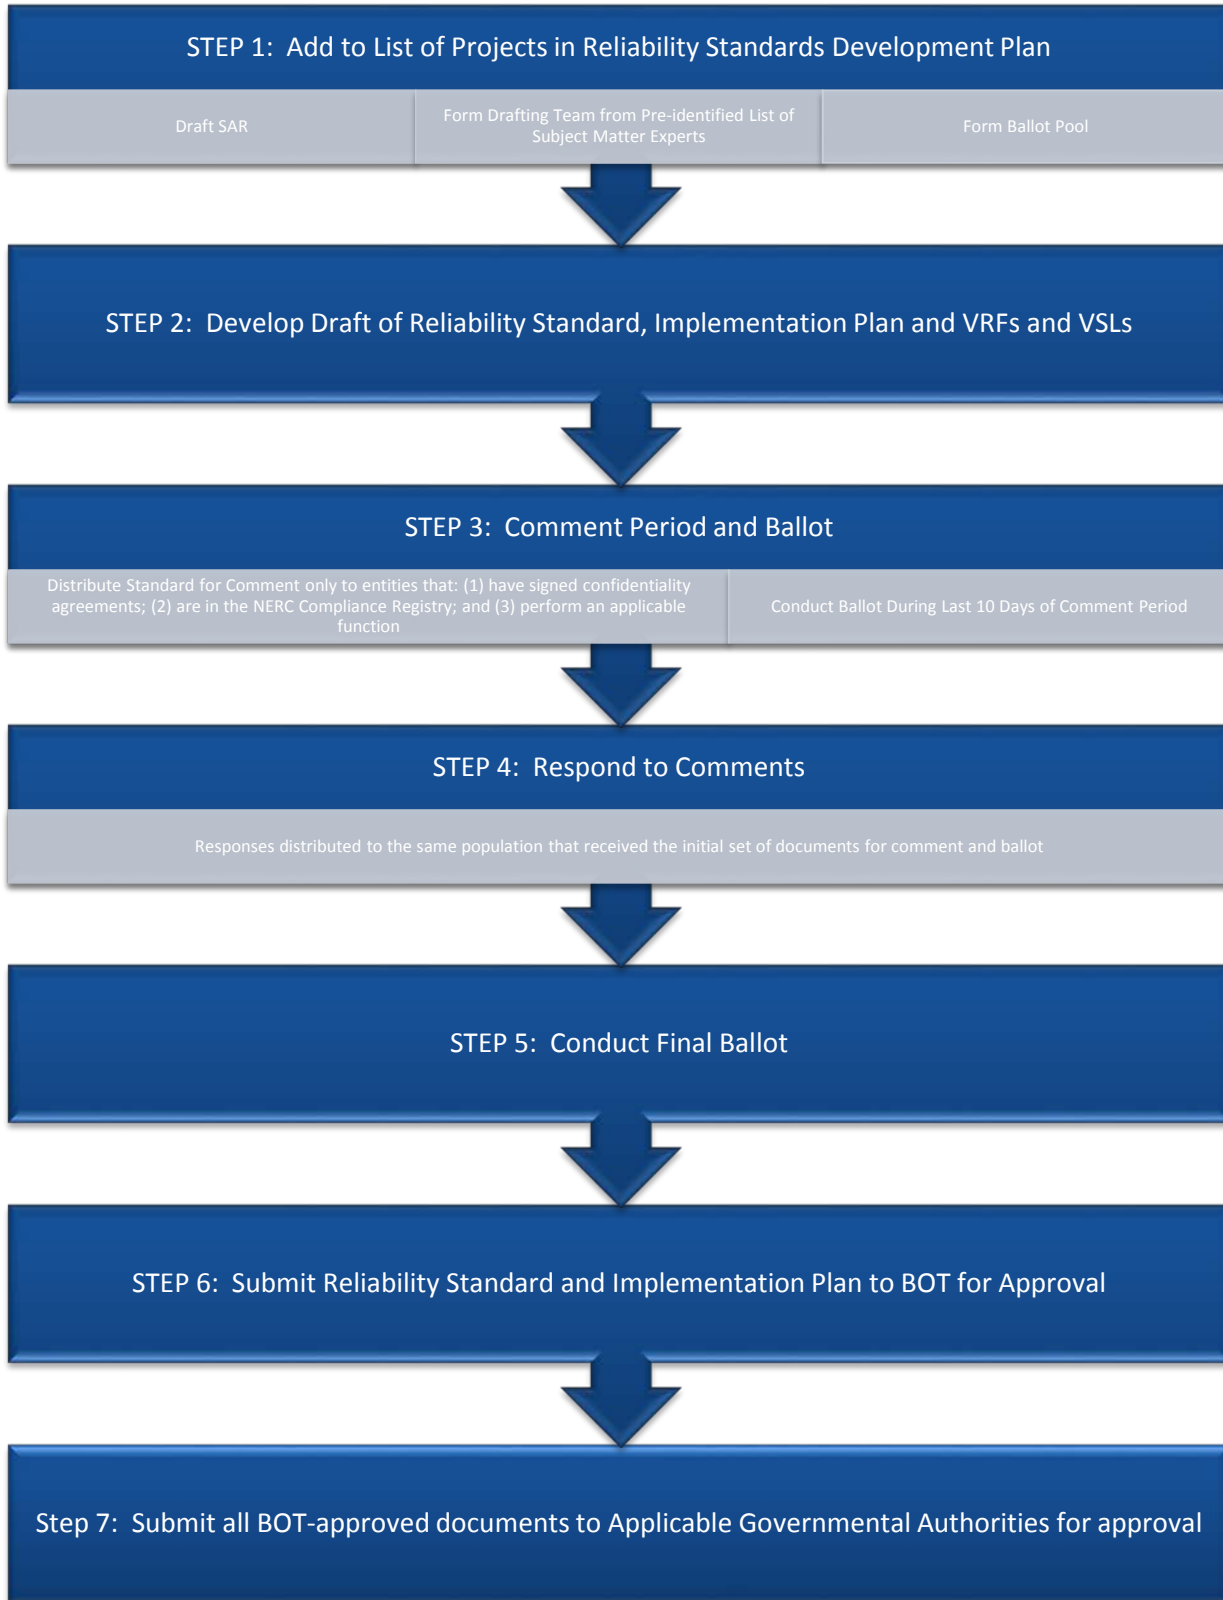 STEP 1:  Add to List of Projects in Reliability Standards Development Plan
Draft SAR
Form Drafting Team from Pre-identified List of
Subject Matter Experts
Form Ballot Pool
STEP 2:  Develop Draft of Reliability Standard, Implementation Plan and VRFs and VSLs
STEP 3:  Comment Period and Ballot
Distribute Standard for Comment only to entities that: (1) have signed confidentiality
agreements; (2) are in the NERC Compliance Registry; and (3) perform an applicable
function
Conduct Ballot During Last 10 Days of Comment Period
STEP 4:  Respond to Comments
Responses distributed to the same population that received the initial set of documents for comment and ballot
STEP 5:  Conduct Final Ballot
STEP 6:  Submit Reliability Standard and Implementation Plan to BOT for Approval
Step 7:  Submit all BOT-approved documents to Applicable Governmental Authorities for approval